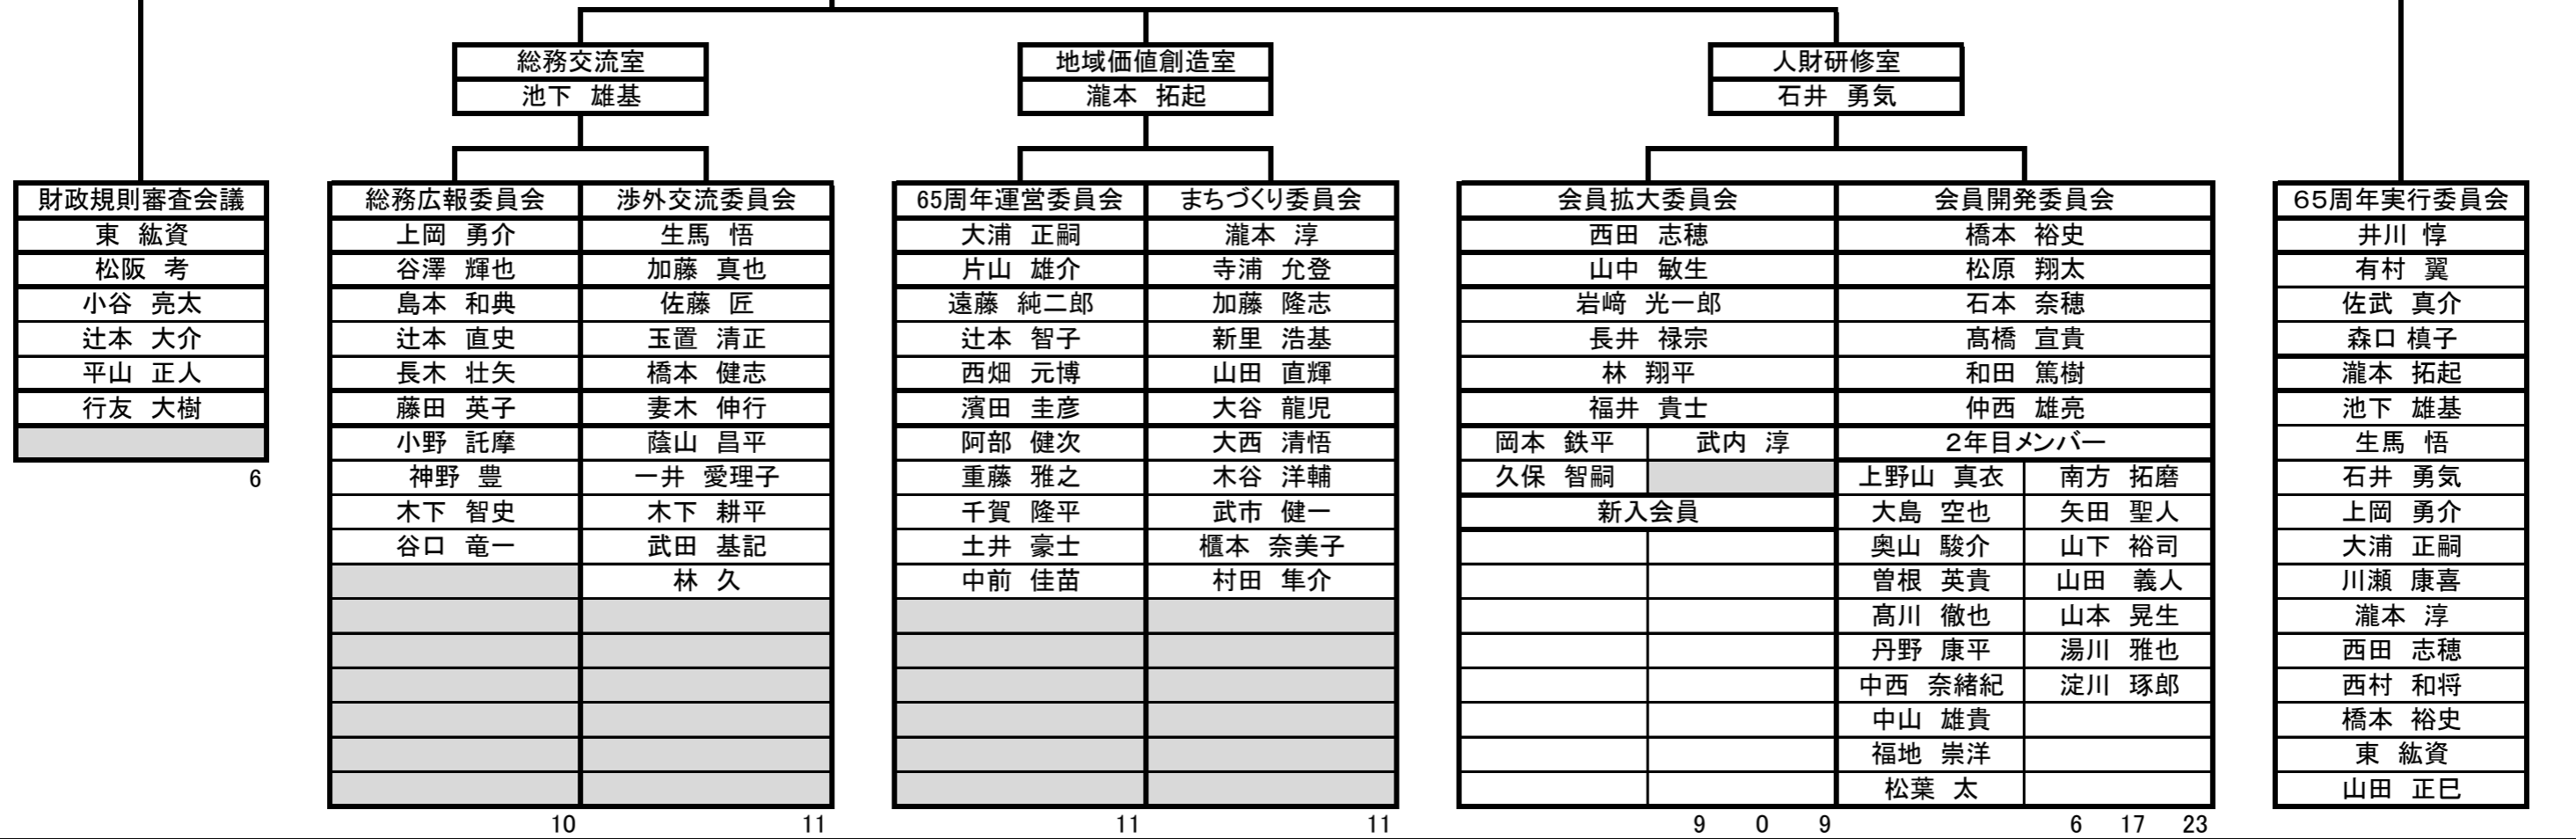 総務交流室
池下 雄基
地域価値創造室
瀧本 拓起
人財研修室
石井 勇気
財政規則審査会議
東 紘資
松阪 考
小谷 亮太
辻本 大介
平山 正人
行友 大樹
6
総務広報委員会
上岡 勇介
谷澤 輝也
島本 和典
辻本 直史
長木 壮矢
藤田 英子
小野 託摩
神野 豊
木下 智史
谷口 竜一
10
渉外交流委員会
生馬 悟
加藤 真也
佐藤 匠
玉置 清正
橋本 健志
妻木 伸行
蔭山 昌平
一井 愛理子
木下 耕平
武田 基記
林 久
11
65周年運営委員会
大浦 正嗣
片山 雄介
遠藤 純二郎
辻本 智子
西畑 元博
濱田 圭彦
阿部 健次
重藤 雅之
千賀 隆平
土井 豪士
中前 佳苗
11
まちづくり委員会
瀧本 淳
寺浦 允登
加藤 隆志
新里 浩基
山田 直輝
大谷 龍児
大西 清悟
木谷 洋輔
武市 健一
櫃本 奈美子
村田 隼介
11
会員拡大委員会
西田 志穂
山中 敏生
岩﨑 光一郎
長井 禄宗
林 翔平
福井 貴士
岡本 鉄平 武内 淳
久保 智嗣
新入会員
9 0 9
会員開発委員会
橋本 裕史
松原 翔太
石本 奈穂
髙橋 宣貴
和田 篤樹
仲西 雄亮
2年目メンバー
上野山 真衣 南方 拓磨
大島 空也 矢田 聖人
奥山 駿介 山下 裕司
曽根 英貴 山田 義人
髙川 徹也 山本 晃生
丹野 康平 湯川 雅也
中西 奈緒紀 淀川 琢郎
中山 雄貴
福地 崇洋
松葉 太
6 17 23
65周年実行委員会
井川 惇
有村 翼
佐武 真介
森口 槙子
瀧本 拓起
池下 雄基
生馬 悟
石井 勇気
上岡 勇介
大浦 正嗣
川瀬 康喜
瀧本 淳
西田 志穂
西村 和将
橋本 裕史
東 紘資
山田 正巳